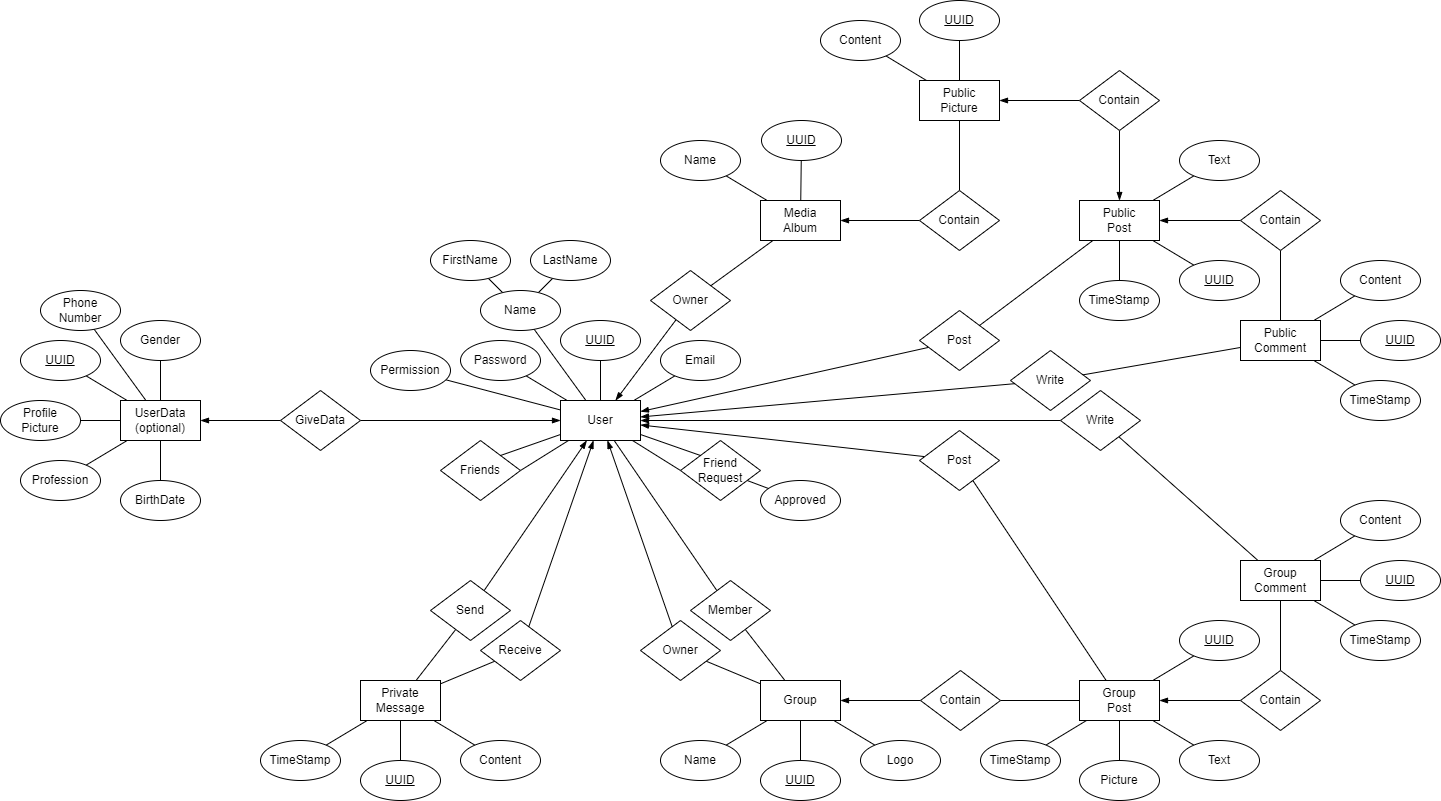 UUID
Content
Public
Picture
Contain
UUID
Name
Text
Media
Album
Contain
Public
Post
Contain
FirstName
LastName
Content
UUID
TimeStamp
Owner
Phone
Number
Name
Gender
Post
Public
Comment
UUID
UUID
Password
UUID
Email
Permission
Write
TimeStamp
Profile
Picture
UserData
(optional)
GiveData
User
Write
Friends
Friend
Request
Post
Profession
BirthDate
Approved
Content
Group
Comment
UUID
Send
Member
Receive
Owner
UUID
TimeStamp
Private
Message
Group
Contain
Group
Post
Contain
TimeStamp
UUID
Content
Name
UUID
Logo
TimeStamp
Picture
Text